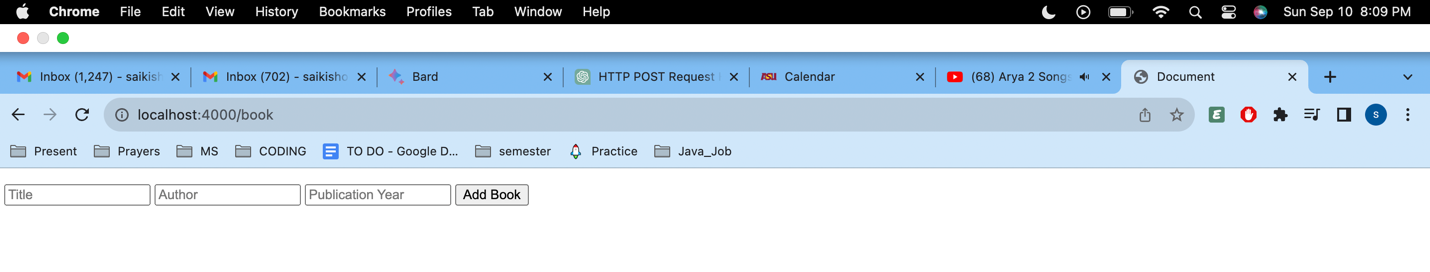 Chrome File Edit View History Bookmarks Profiles Tab Window Help Sun Sep 10 8:09 PM
Inbox (1,247) - saikish Inbox (702) - saikisho Bard HTTP POST Request ASU Calendar (68) Arya 2 Songs Document
localhost:4000/book E S
Present Prayers MS CODING TO DO - Google D... semester Practice Java_Job
Title Author Publication Year Add Book